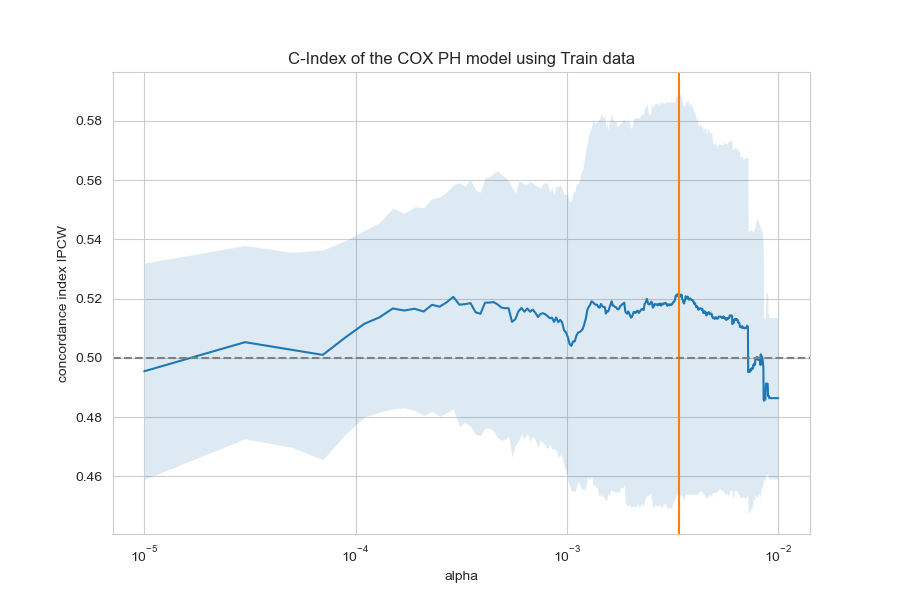 C-Index of the COX PH model using Train data
concordance index IPCW
0.58
0.56
0.54
0.52
0.50
0.48
0.46
10⁻⁵ 10⁻⁴ 10⁻³ 10⁻²
alpha